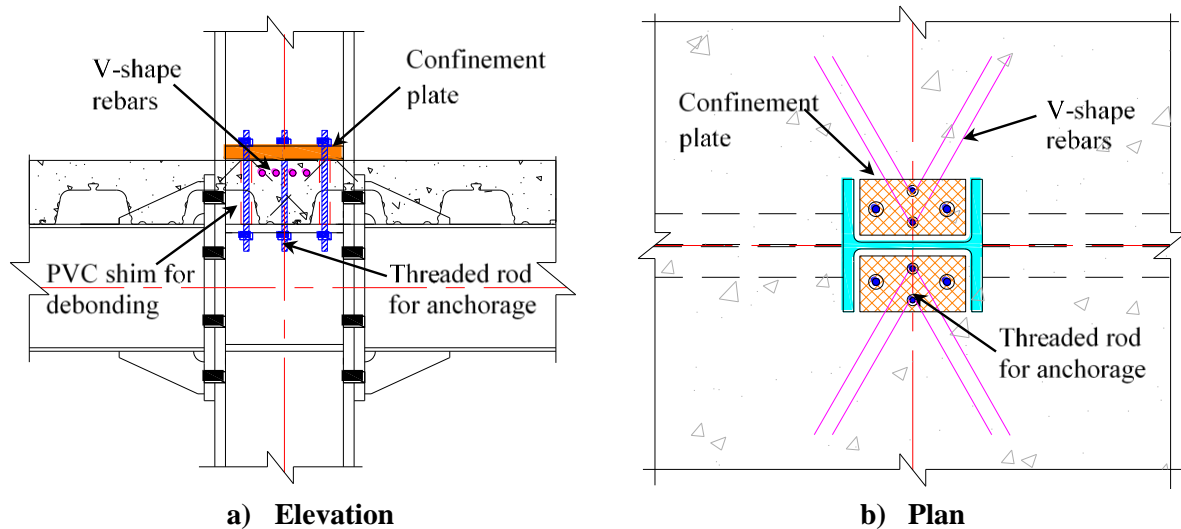 V-shape
rebars
Confinement
plate
PVC shim for
debonding
Threaded rod
for anchorage
a) Elevation
Confinement
plate
V-shape
rebars
Threaded rod
for anchorage
b) Plan